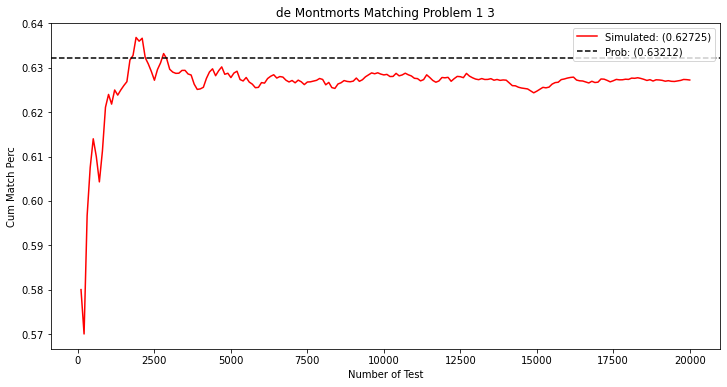 de Montmorts Matching Problem 1 3
Simulated: (0.62725)
Prob: (0.63212)
Cum Match Perc
0.64
0.63
0.62
0.61
0.60
0.59
0.58
0.57
0 2500 5000 7500 10000 12500 15000 17500 20000
Number of Test